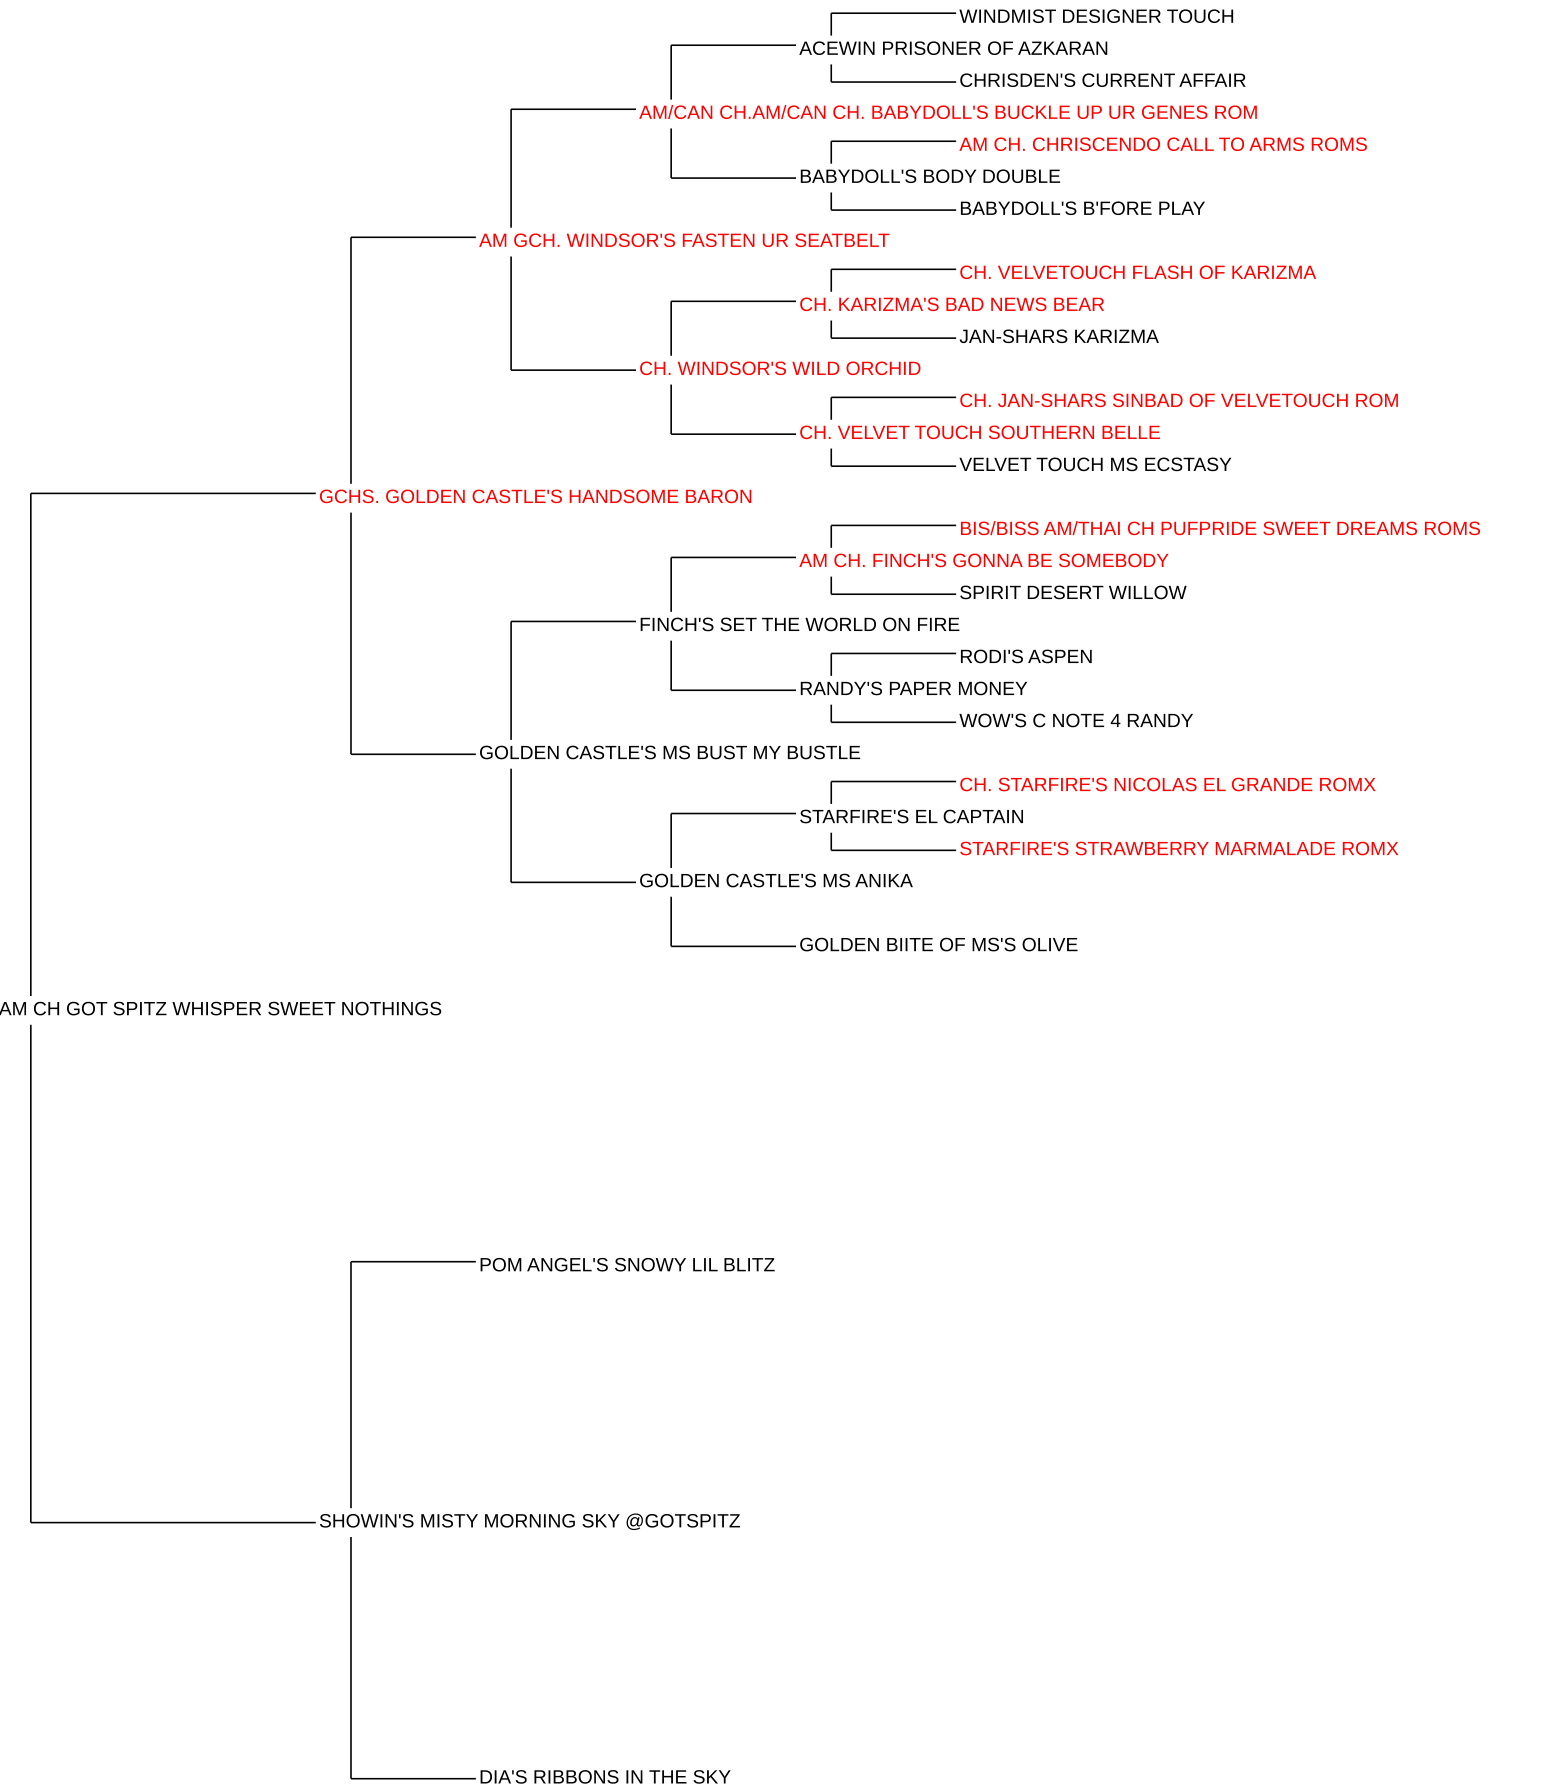 WINDMIST DESIGNER TOUCH
ACEWIN PRISONER OF AZKARAN
CHRISDEN'S CURRENT AFFAIR
AM/CAN CH.AM/CAN CH. BABYDOLL'S BUCKLE UP UR GENES ROM
AM CH. CHRISCENDO CALL TO ARMS ROMS
BABYDOLL'S BODY DOUBLE
BABYDOLL'S B'FORE PLAY
AM GCH. WINDSOR'S FASTEN UR SEATBELT
CH. VELVETOUCH FLASH OF KARIZMA
CH. KARIZMA'S BAD NEWS BEAR
JAN-SHARS KARIZMA
CH. WINDSOR'S WILD ORCHID
CH. JAN-SHARS SINBAD OF VELVETOUCH ROM
CH. VELVET TOUCH SOUTHERN BELLE
VELVET TOUCH MS ECSTASY
GCHS. GOLDEN CASTLE'S HANDSOME BARON
BIS/BISS AM/THAI CH PUFPRIDE SWEET DREAMS ROMS
AM CH. FINCH'S GONNA BE SOMEBODY
SPIRIT DESERT WILLOW
FINCH'S SET THE WORLD ON FIRE
RODI'S ASPEN
RANDY'S PAPER MONEY
WOW'S C NOTE 4 RANDY
GOLDEN CASTLE'S MS BUST MY BUSTLE
CH. STARFIRE'S NICOLAS EL GRANDE ROMX
STARFIRE'S EL CAPTAIN
STARFIRE'S STRAWBERRY MARMALADE ROMX
GOLDEN CASTLE'S MS ANIKA
GOLDEN BIITE OF MS'S OLIVE
AM CH GOT SPITZ WHISPER SWEET NOTHINGS
POM ANGEL'S SNOWY LIL BLITZ
SHOWIN'S MISTY MORNING SKY @GOTSPITZ
DIA'S RIBBONS IN THE SKY